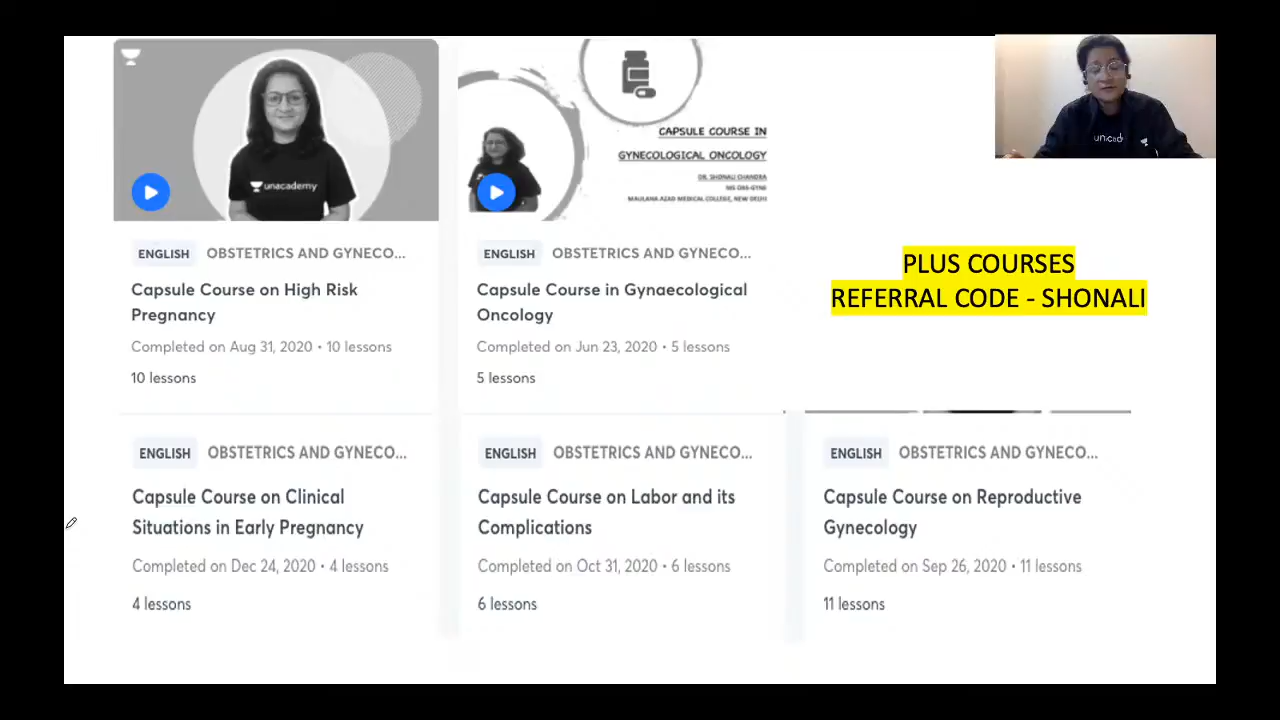 unacademy
CAPSULE COURSE IN
GYNECOLOGICAL ONCOLOGY
DR. SHONALI CHANDRA
MS OBS-GYNE
MAULANA AZAD MEDICAL COLLEGE, NEW DELHI
unacad
ENGLISH OBSTETRICS AND GYNECO...
Capsule Course on High Risk
Pregnancy
Completed on Aug 31, 2020 • 10 lessons
10 lessons
ENGLISH OBSTETRICS AND GYNECO...
Capsule Course in Gynaecological
Oncology
Completed on Jun 23, 2020 • 5 lessons
5 lessons
PLUS COURSES
REFERRAL CODE - SHONALI
ENGLISH OBSTETRICS AND GYNECO...
Capsule Course on Clinical
Situations in Early Pregnancy
Completed on Dec 24, 2020 • 4 lessons
4 lessons
ENGLISH OBSTETRICS AND GYNECO...
Capsule Course on Labor and its
Complications
Completed on Oct 31, 2020 • 6 lessons
6 lessons
ENGLISH OBSTETRICS AND GYNECO...
Capsule Course on Reproductive
Gynecology
Completed on Sep 26, 2020 • 11 lessons
11 lessons